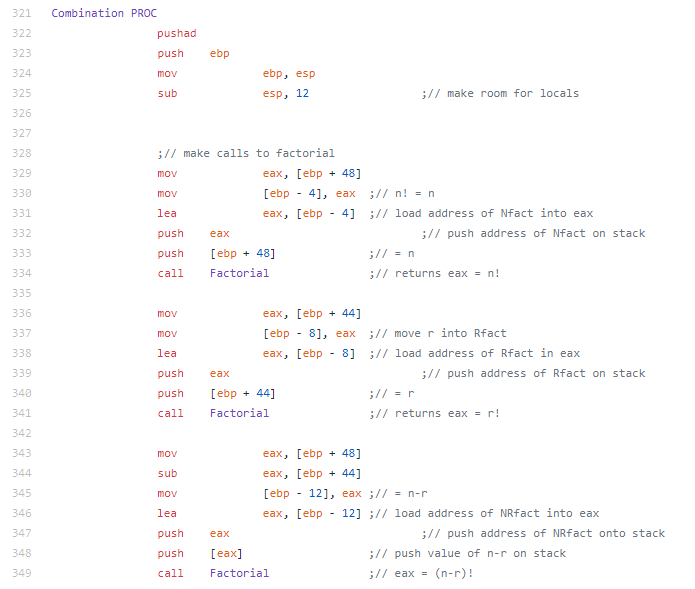 321 Combination PROC
322 pushad
323 push ebp
324 mov ebp, esp
325 sub esp, 12 ;// make room for locals
326
327
328 ;// make calls to factorial
329 mov eax, [ebp + 48]
330 mov [ebp - 4], eax ;// n! = n
331 lea eax, [ebp - 4] ;// load address of Nfact into eax
332 push eax ;// push address of Nfact on stack
333 push [ebp + 48] ;// = n
334 call Factorial ;// returns eax = n!
335
336 mov eax, [ebp + 44]
337 mov [ebp - 8], eax ;// move r into Rfact
338 lea eax, [ebp - 8] ;// load address of Rfact in eax
339 push eax ;// push address of Rfact on stack
340 push [ebp + 44] ;// = r
341 call Factorial ;// returns eax = r!
342
343 mov eax, [ebp + 48]
344 sub eax, [ebp + 44]
345 mov [ebp - 12], eax ;// = n-r
346 lea eax, [ebp - 12] ;// load address of NRfact into eax
347 push eax ;// push address of NRfact onto stack
348 push [eax] ;// push value of n-r on stack
349 call Factorial ;// eax = (n-r)!